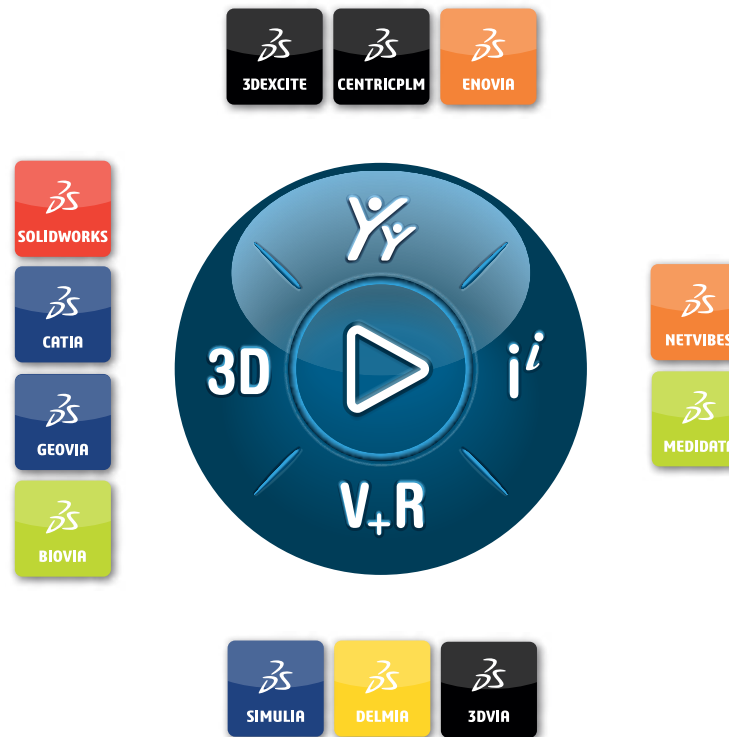 3DEXCITE
CENTRICPLM
ENOVIA
SOLIDWORKS
CATIA
GEOVIA
BIOVIA
3D
i i
V+R
NETVIBES
MEDIDATA
SIMULIA
DELMIA
3DVIA